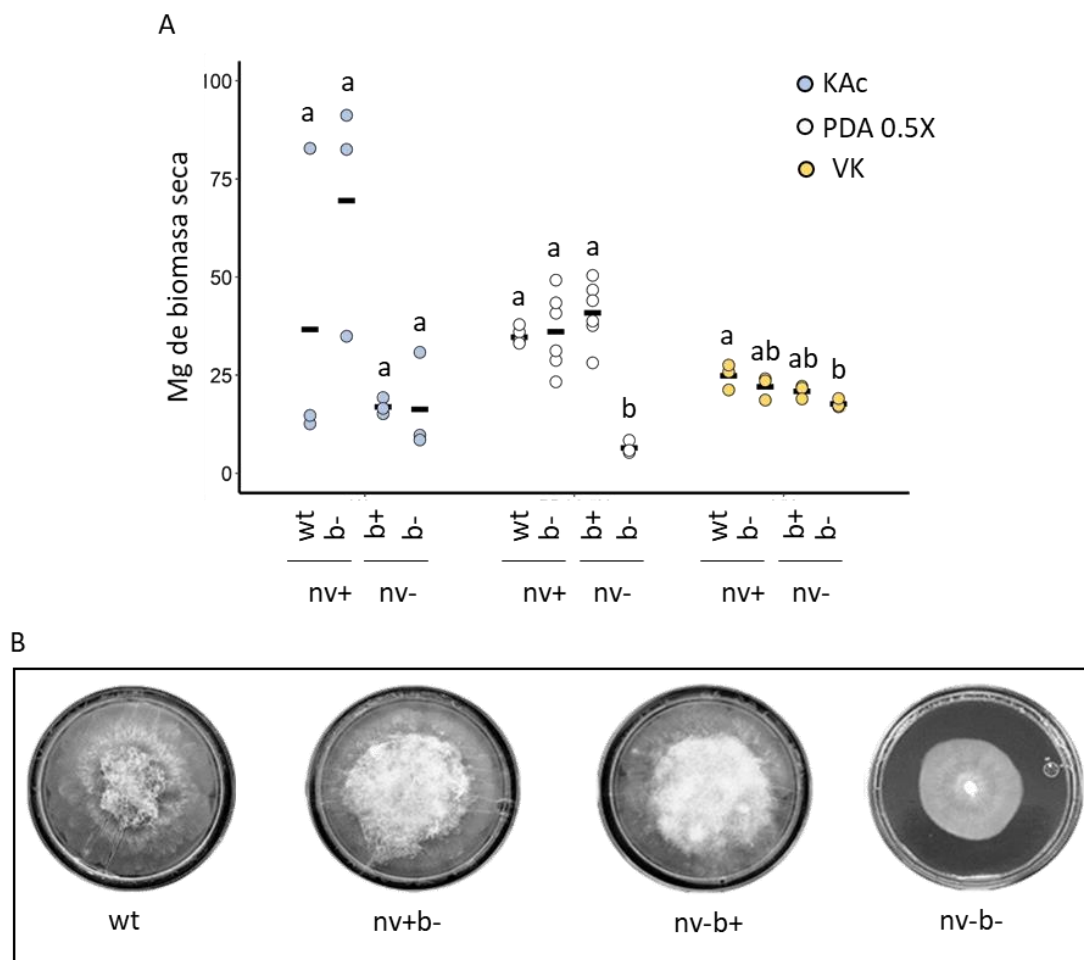 A
Mg de biomasa seca
100
75
50
25
0
a
a
a
a
a
a
a
b
a
ab
ab
b
KAc
PDA 0.5X
VK
wt
b-
b+
b-
wt
b-
b+
b-
wt
b-
b+
b-
nv+
nv-
nv+
nv-
nv+
nv-
B
wt
nv+b-
nv-b+
nv-b-